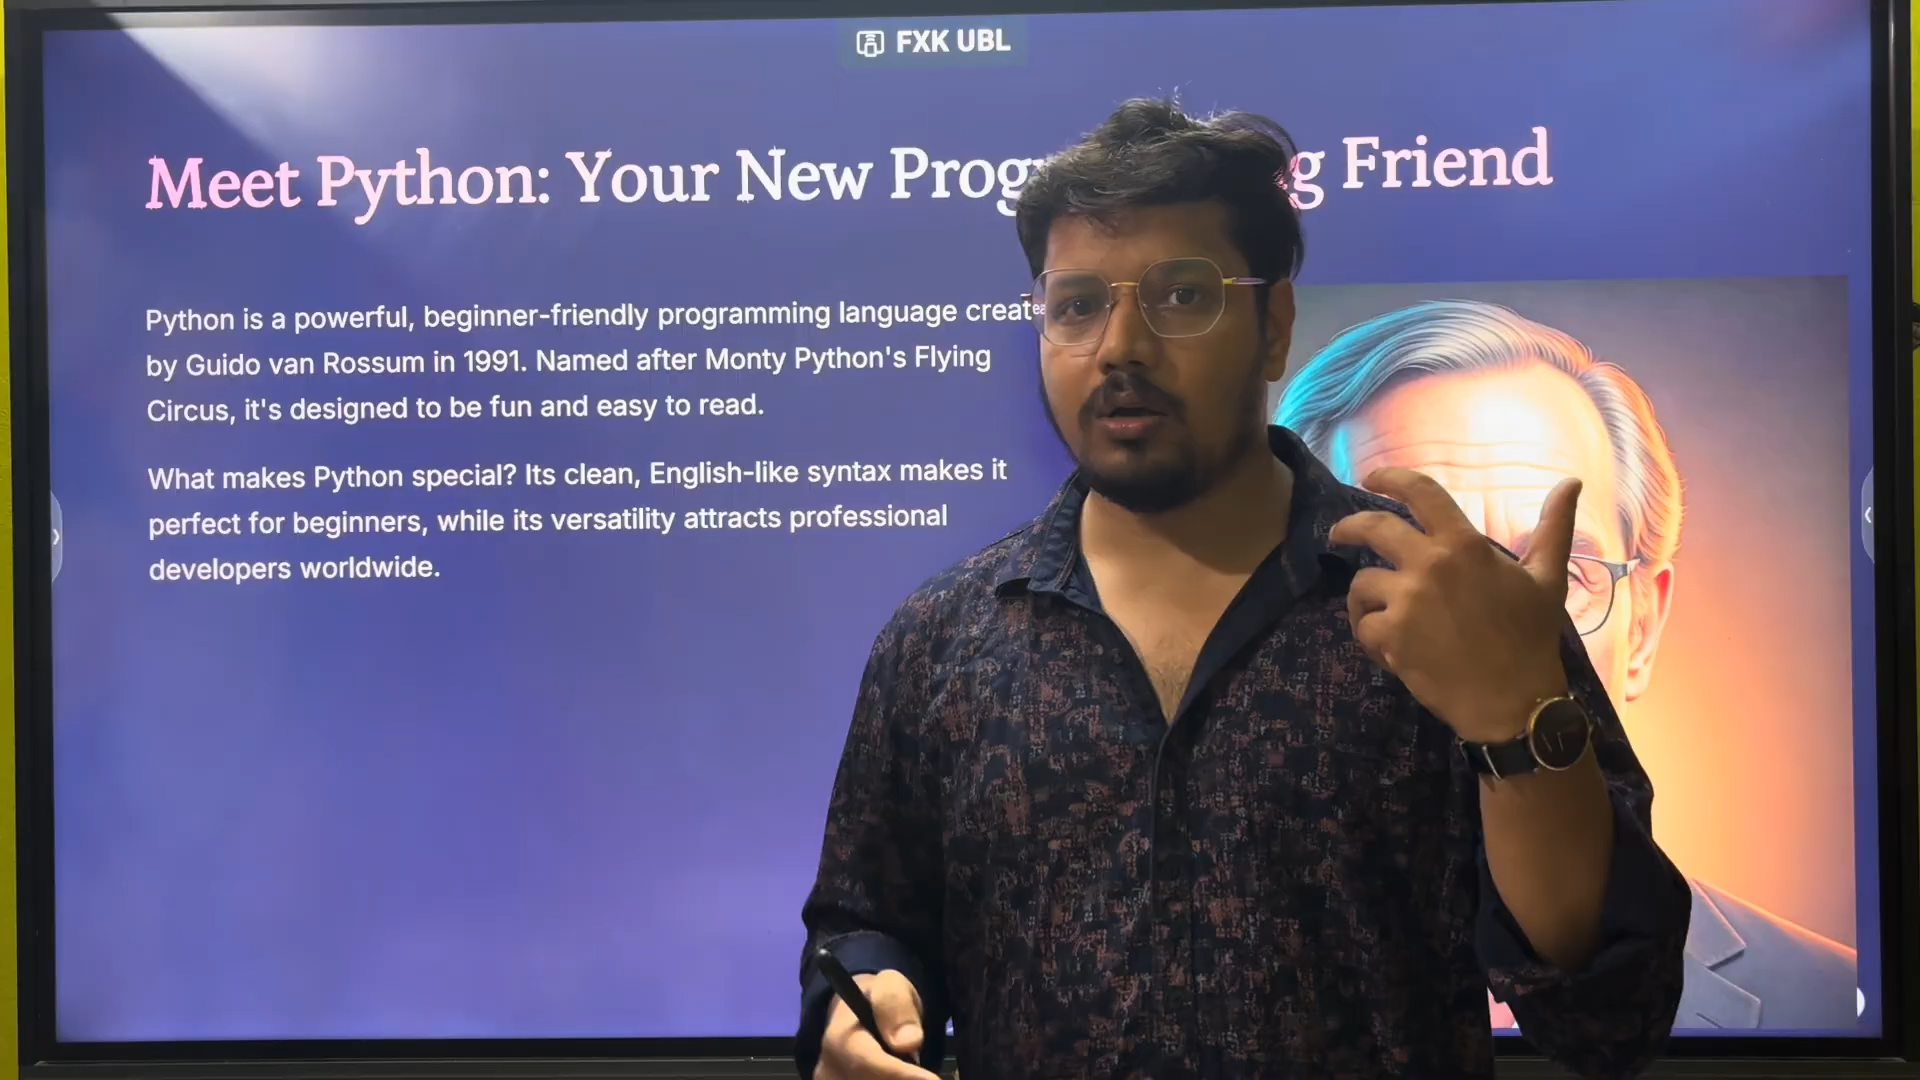 FXK UBL
Meet Python: Your New Prog g Friend
Python is a powerful, beginner-friendly programming language creat
by Guido van Rossum in 1991. Named after Monty Python's Flying
Circus, it's designed to be fun and easy to read.
What makes Python special? Its clean, English-like syntax makes it
perfect for beginners, while its versatility attracts professional
developers worldwide.